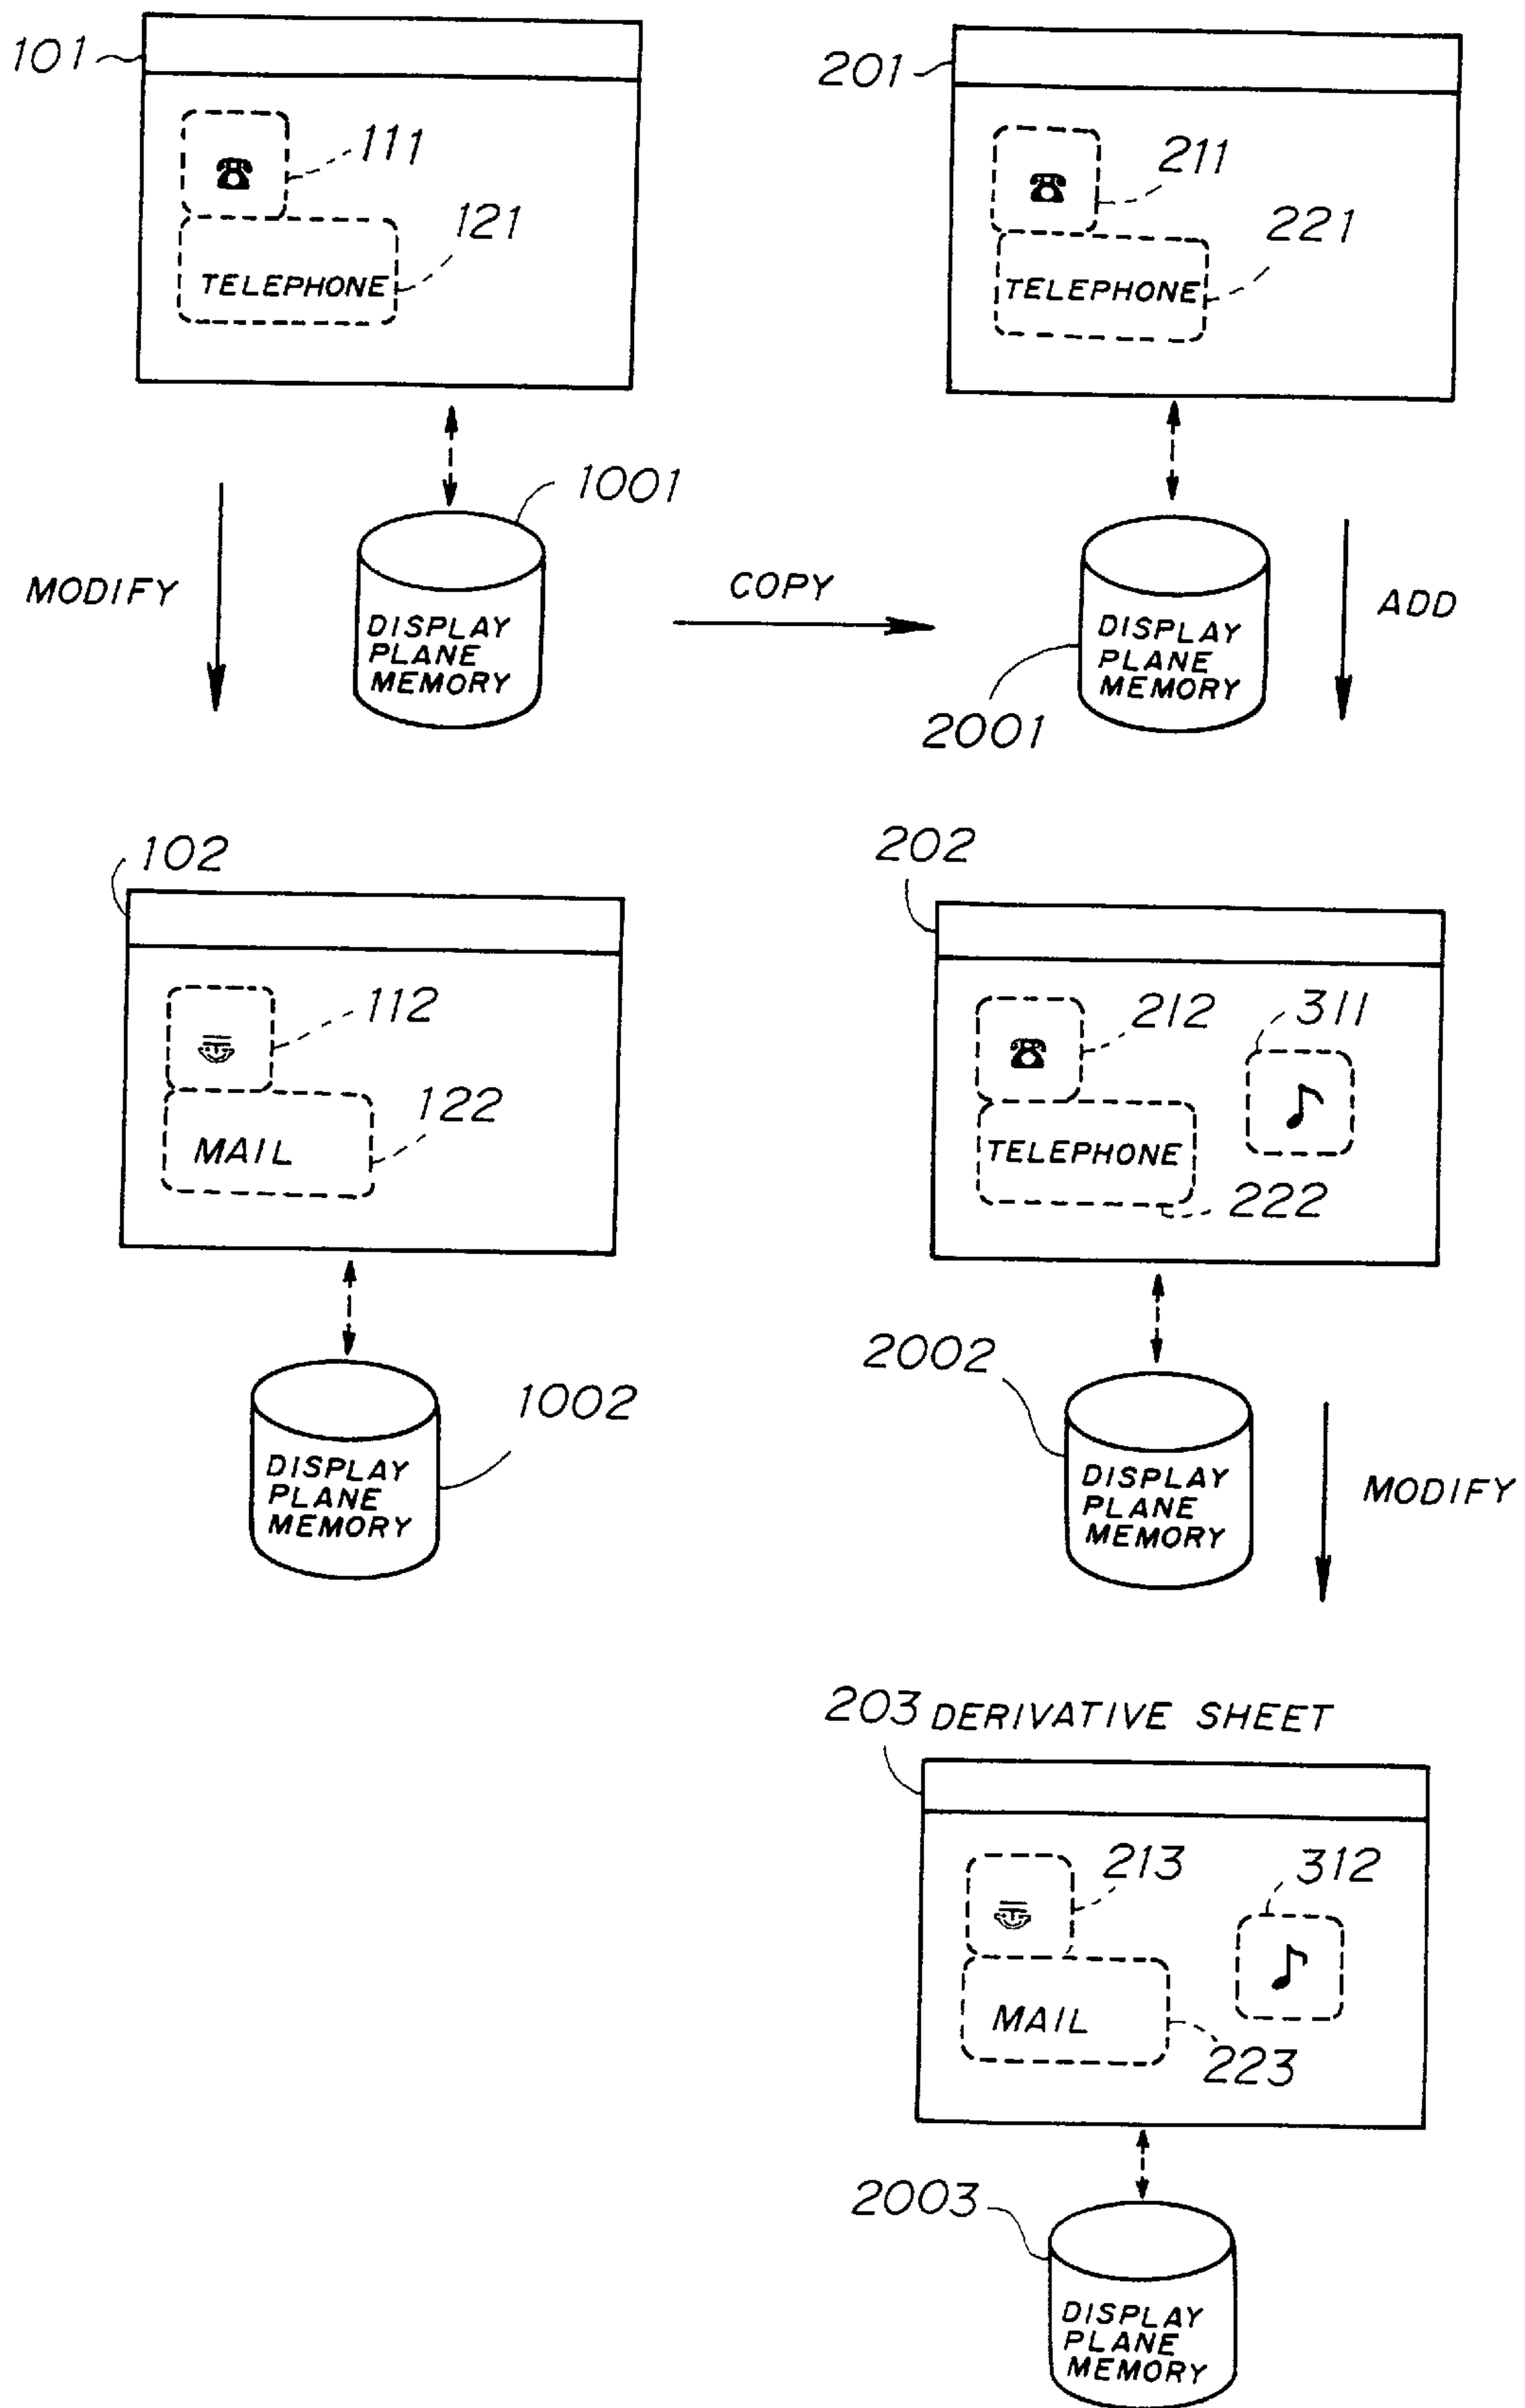 101
111
121
TELEPHONE
201
211
221
TELEPHONE
1001
MODIFY
DISPLAY
PLANE
MEMORY
COPY
DISPLAY
PLANE
MEMORY
2001
ADD
102
112
122
MAIL
1002
DISPLAY
PLANE
MEMORY
202
212
311
TELEPHONE
222
2002
DISPLAY
PLANE
MEMORY
MODIFY
203 DERIVATIVE SHEET
213
312
MAIL
223
2003
DISPLAY
PLANE
MEMORY